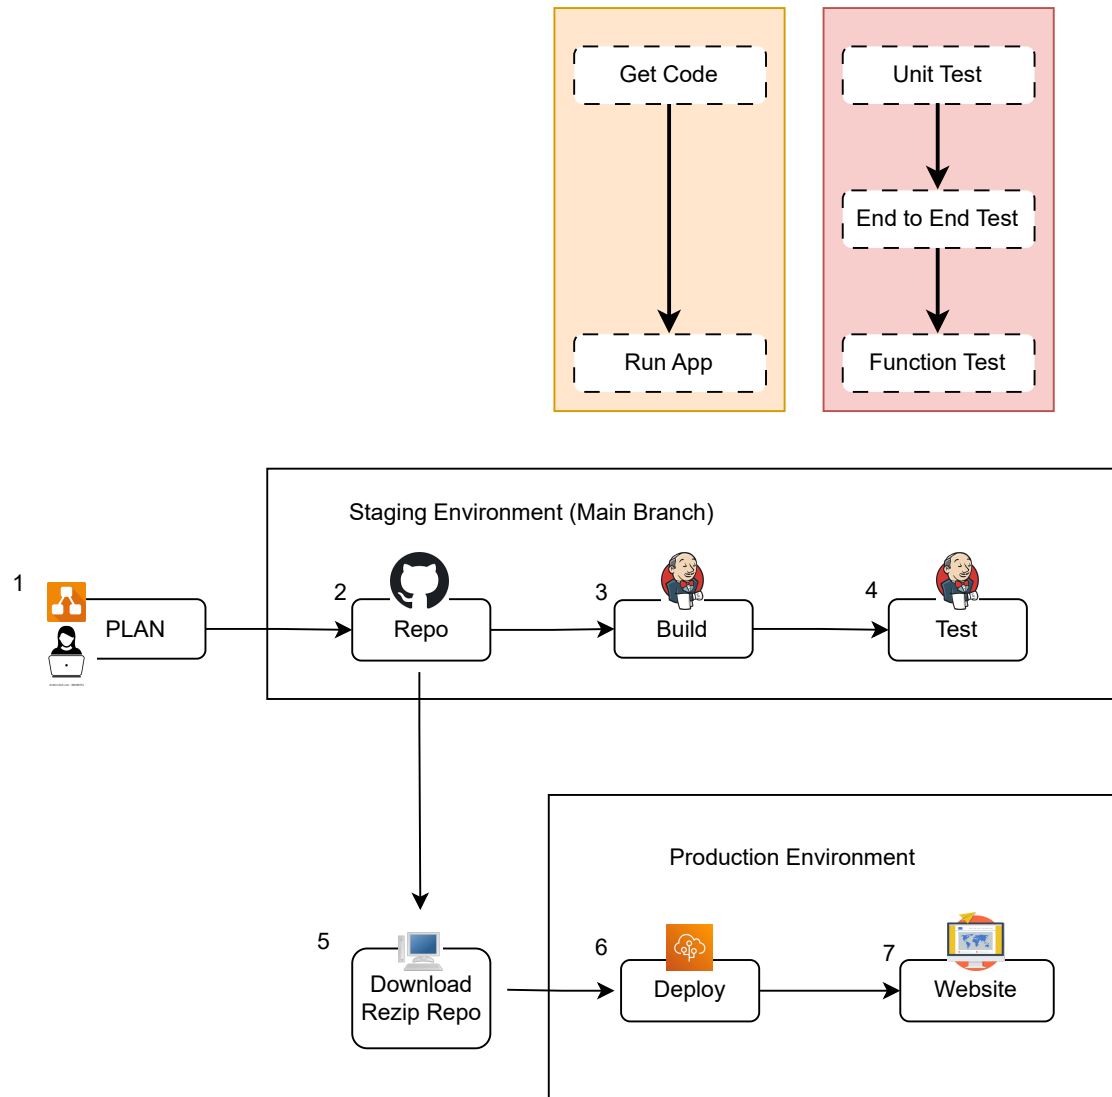 Get Code
Unit Test
End to End Test
Run App
Function Test
Staging Environment (Main Branch)
1
PLAN
2
Repo
3
Build
4
Test
Production Environment
5
Download
Rezip Repo
6
Deploy
7
Website